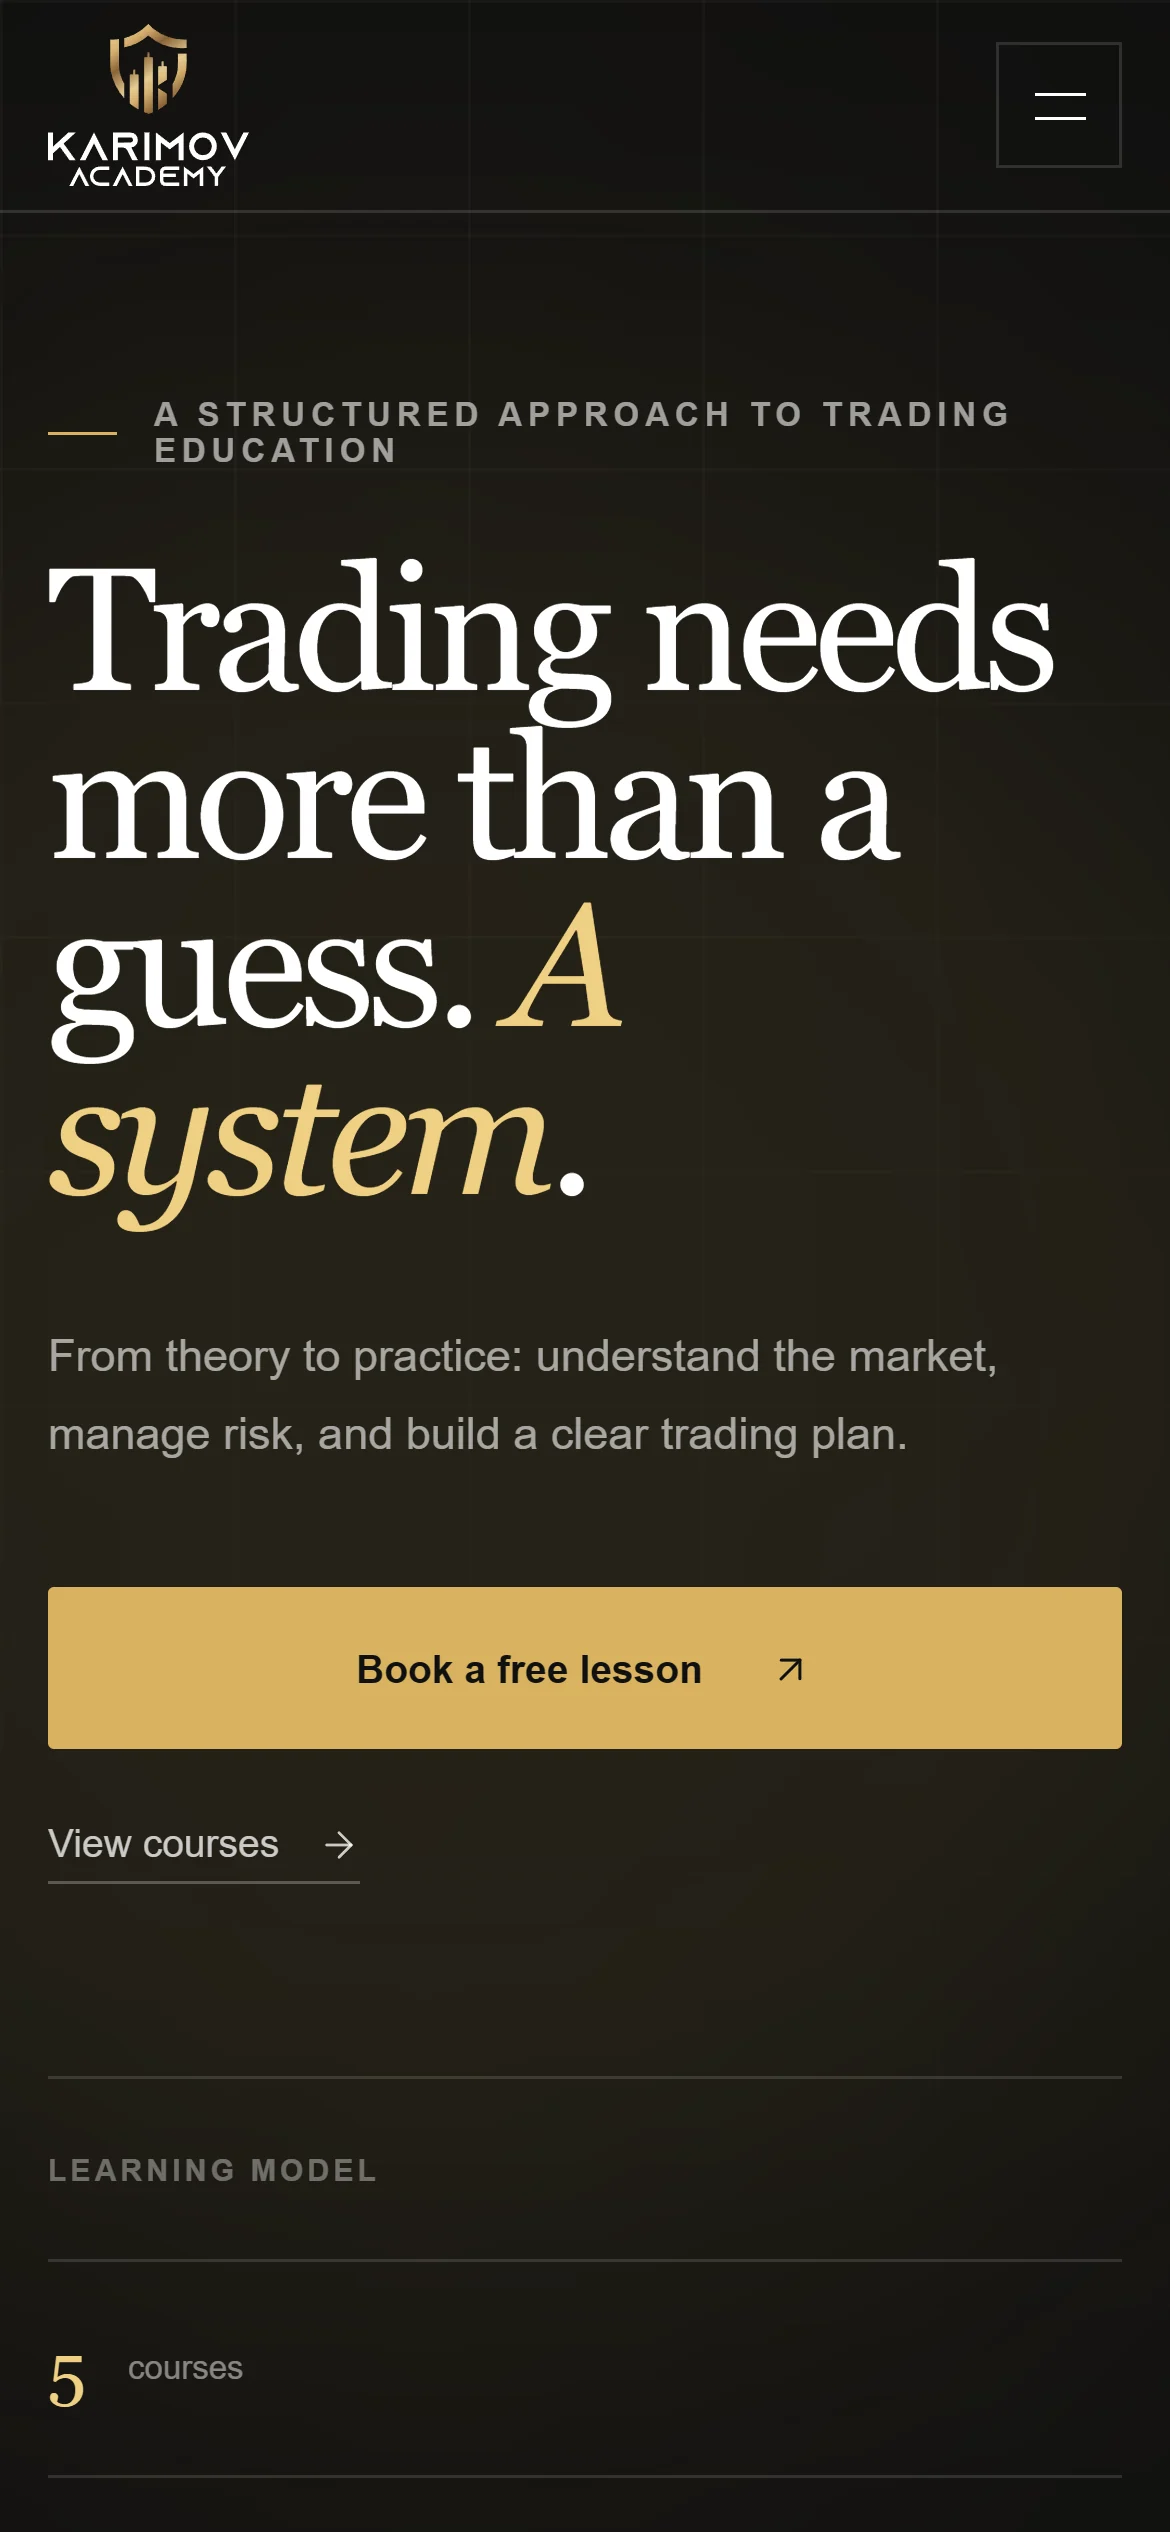 KARIMOV
ACADEMY
A STRUCTURED APPROACH TO TRADING
EDUCATION
Trading needs
more than a
guess. A
system.
From theory to practice: understand the market,
manage risk, and build a clear trading plan.
Book a free lesson
View courses
LEARNING MODEL
5 courses